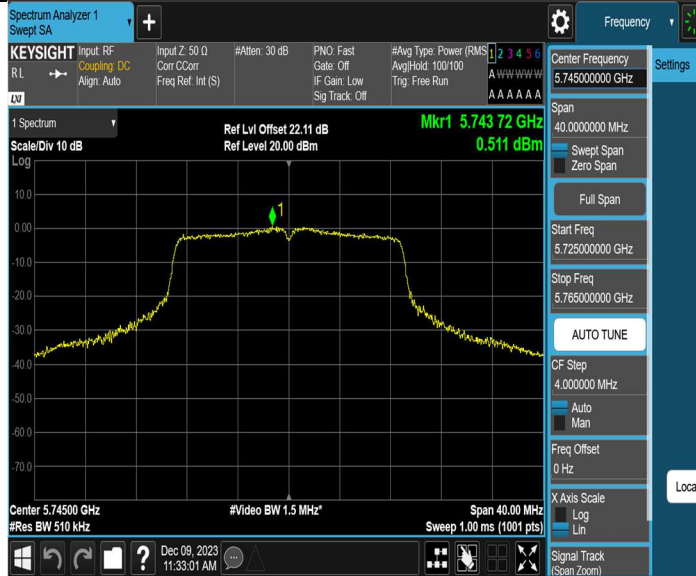 Spectrum Analyzer 1
Swept SA
+
Frequency
KEYSIGHT
RL
LXI
Input: RF
Coupling: DC
Align: Auto
Input Z: 50 Ω
Corr CCorr
Freq Ref: Int (S)
#Atten: 30 dB
PNO: Fast
Gate: Off
IF Gain: Low
Sig Track: Off
#Avg Type: Power (RMS
Avg|Hold: 100/100
Trig: Free Run
1 2 3 4 5 6
A W W W W W
A A A A A A
1 Spectrum
Scale/Div 10 dB
Log
Ref Lvl Offset 22.11 dB
Ref Level 20.00 dBm
Mkr1 5.743 72 GHz
0.511 dBm
10.0
0.00
-10.0
-20.0
-30.0
-40.0
-50.0
-60.0
-70.0
1
Center 5.74500 GHz
#Res BW 510 kHz
#Video BW 1.5 MHz*
Span 40.00 MHz
Sweep 1.00 ms (1001 pts)
?
Dec 09, 2023
11:33:01 AM
Center Frequency
5.745000000 GHz
Span
40.0000000 MHz
Swept Span
Zero Span
Full Span
Start Freq
5.725000000 GHz
Stop Freq
5.765000000 GHz
AUTO TUNE
CF Step
4.000000 MHz
Auto
Man
Freq Offset
0 Hz
X Axis Scale
Log
Lin
Signal Track
(Span Zoom)
Settings
Loca